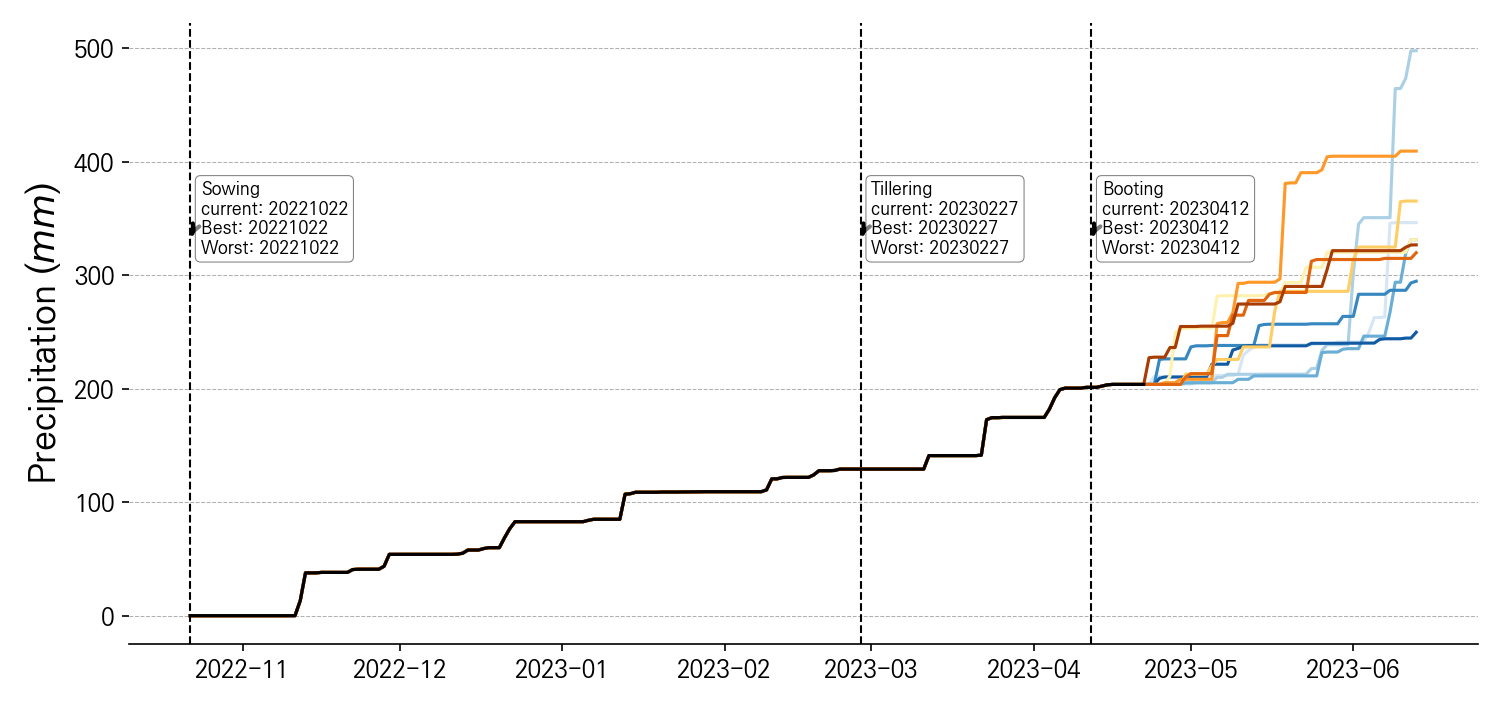 Precipitation (mm)
500
400
300
200
100
0
Sowing
current: 20221022
Best: 20221022
Worst: 20221022
Tillering
current: 20230227
Best: 20230227
Worst: 20230227
Booting
current: 20230412
Best: 20230412
Worst: 20230412
2022−11
2022−12
2023−01
2023−02
2023−03
2023−04
2023−05
2023−06